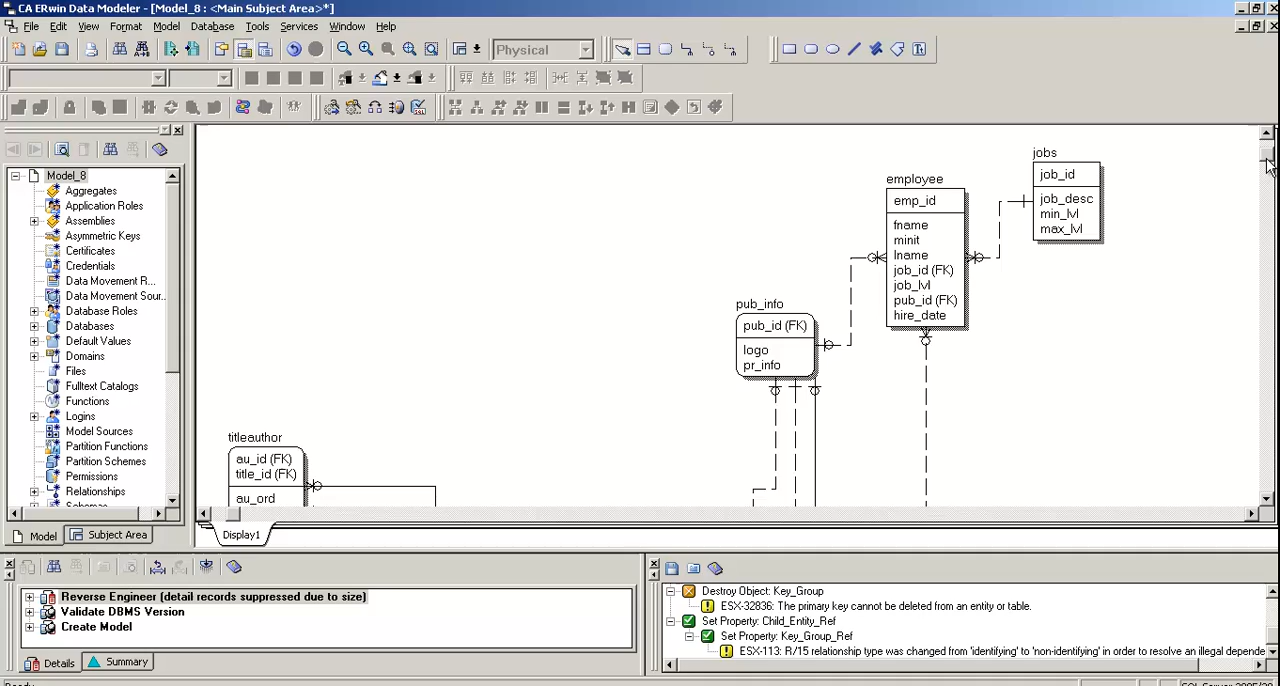 CA ERwin Data Modeler - [Model_8 : <Main Subject Area>*]
File Edit View Format Model Database Tools Services Window Help
Physical
Model_8
Aggregates
Application Roles
Assemblies
Asymmetric Keys
Certificates
Credentials
Data Movement R...
Data Movement Sour...
Database Roles
Databases
Default Values
Domains
Files
Fulltext Catalogs
Functions
Logins
Model Sources
Partition Functions
Partition Schemes
Permissions
Relationships
Model Subject Area
jobs
job_id
job_desc
min_lvl
max_lvl
employee
emp_id
fname
minit
lname
job_id (FK)
job_lvl
pub_id (FK)
hire_date
pub_info
pub_id (FK)
logo
pr_info
titleauthor
au_id (FK)
title_id (FK)
au_ord
Display1
Reverse Engineer (detail records suppressed due to size)
Validate DBMS Version
Create Model
Details Summary
Destroy Object: Key_Group
ESX-32836: The primary key cannot be deleted from an entity or table.
Set Property: Child_Entity_Ref
Set Property: Key_Group_Ref
ESX-113: R/15 relationship type was changed from 'identifying' to 'non-identifying' in order to resolve an illegal depende